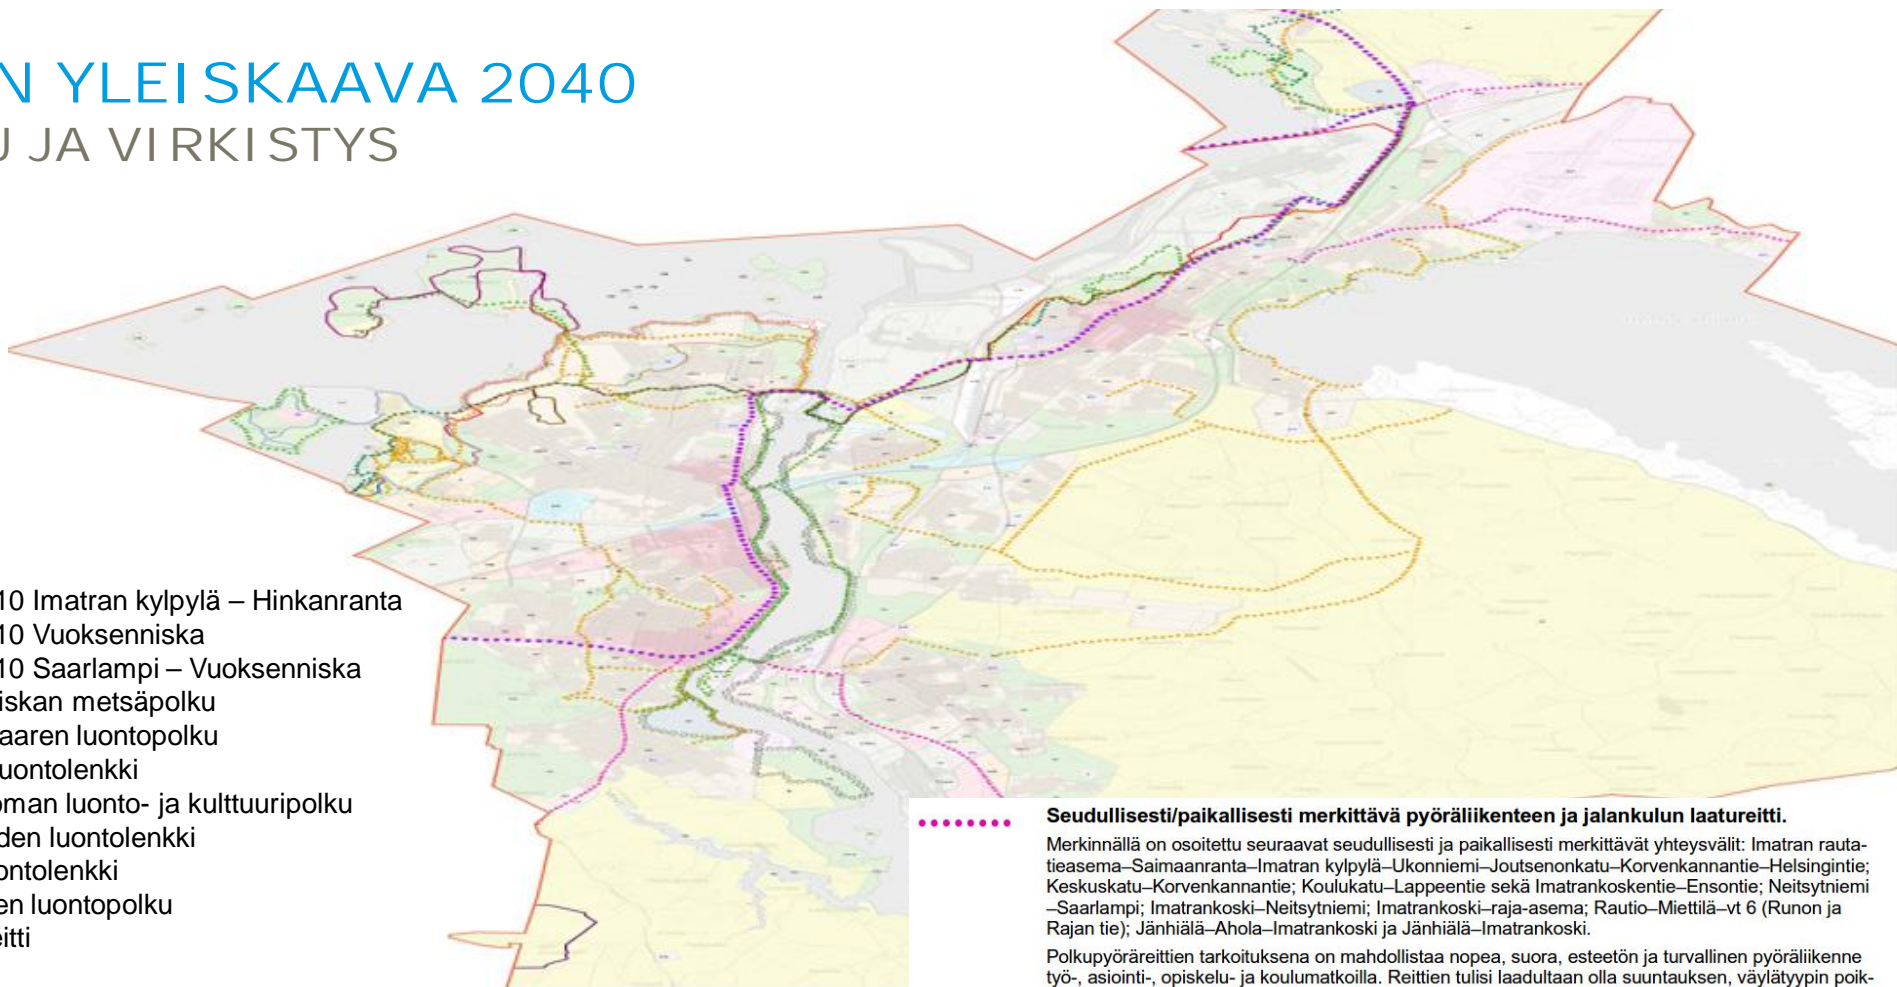 N YLEISKAAVA 2040
U JA VIRKISTYS
10 Imatran kylpylä – Hinkanranta
10 Vuoksenniska
10 Saarlampi – Vuoksenniska
iskan metsäpolku
aaren luontopolku
uontolenkki
oman luonto- ja kulttuuripolku
den luontolenkki
ontolenkki
en luontopolku
eitti
Seudullisesti/paikallisesti merkittävä pyöräliikenteen ja jalankulun laatureitti.
Merkinnällä on osoitettu seuraavat seudullisesti ja paikallisesti merkittävät yhteysvälit: Imatran rauta-
tieasema–Saimaanranta–Imatran kylpylä–Ukonniemi–Joutsenonkatu–Korvenkannantie–Helsingintie;
Keskuskatu–Korvenkannantie; Koulukatu–Lappeentie sekä Imatrankoskentie–Ensontie; Neitsytniemi
–Saarlampi; Imatrankoski–Neitsytniemi; Imatrankoski–raja-asema; Rautio–Miettilä–vt 6 (Runon ja
Rajan tie); Jänhiälä–Ahola–Imatrankoski ja Jänhiälä–Imatrankoski.
Polkupyöräreittien tarkoituksena on mahdollistaa nopea, suora, esteetön ja turvallinen pyöräliikenne
työ-, asiointi-, opiskelu- ja koulumatkoilla. Reittien tulisi laadultaan olla suuntauksen, väylätyypin poik-